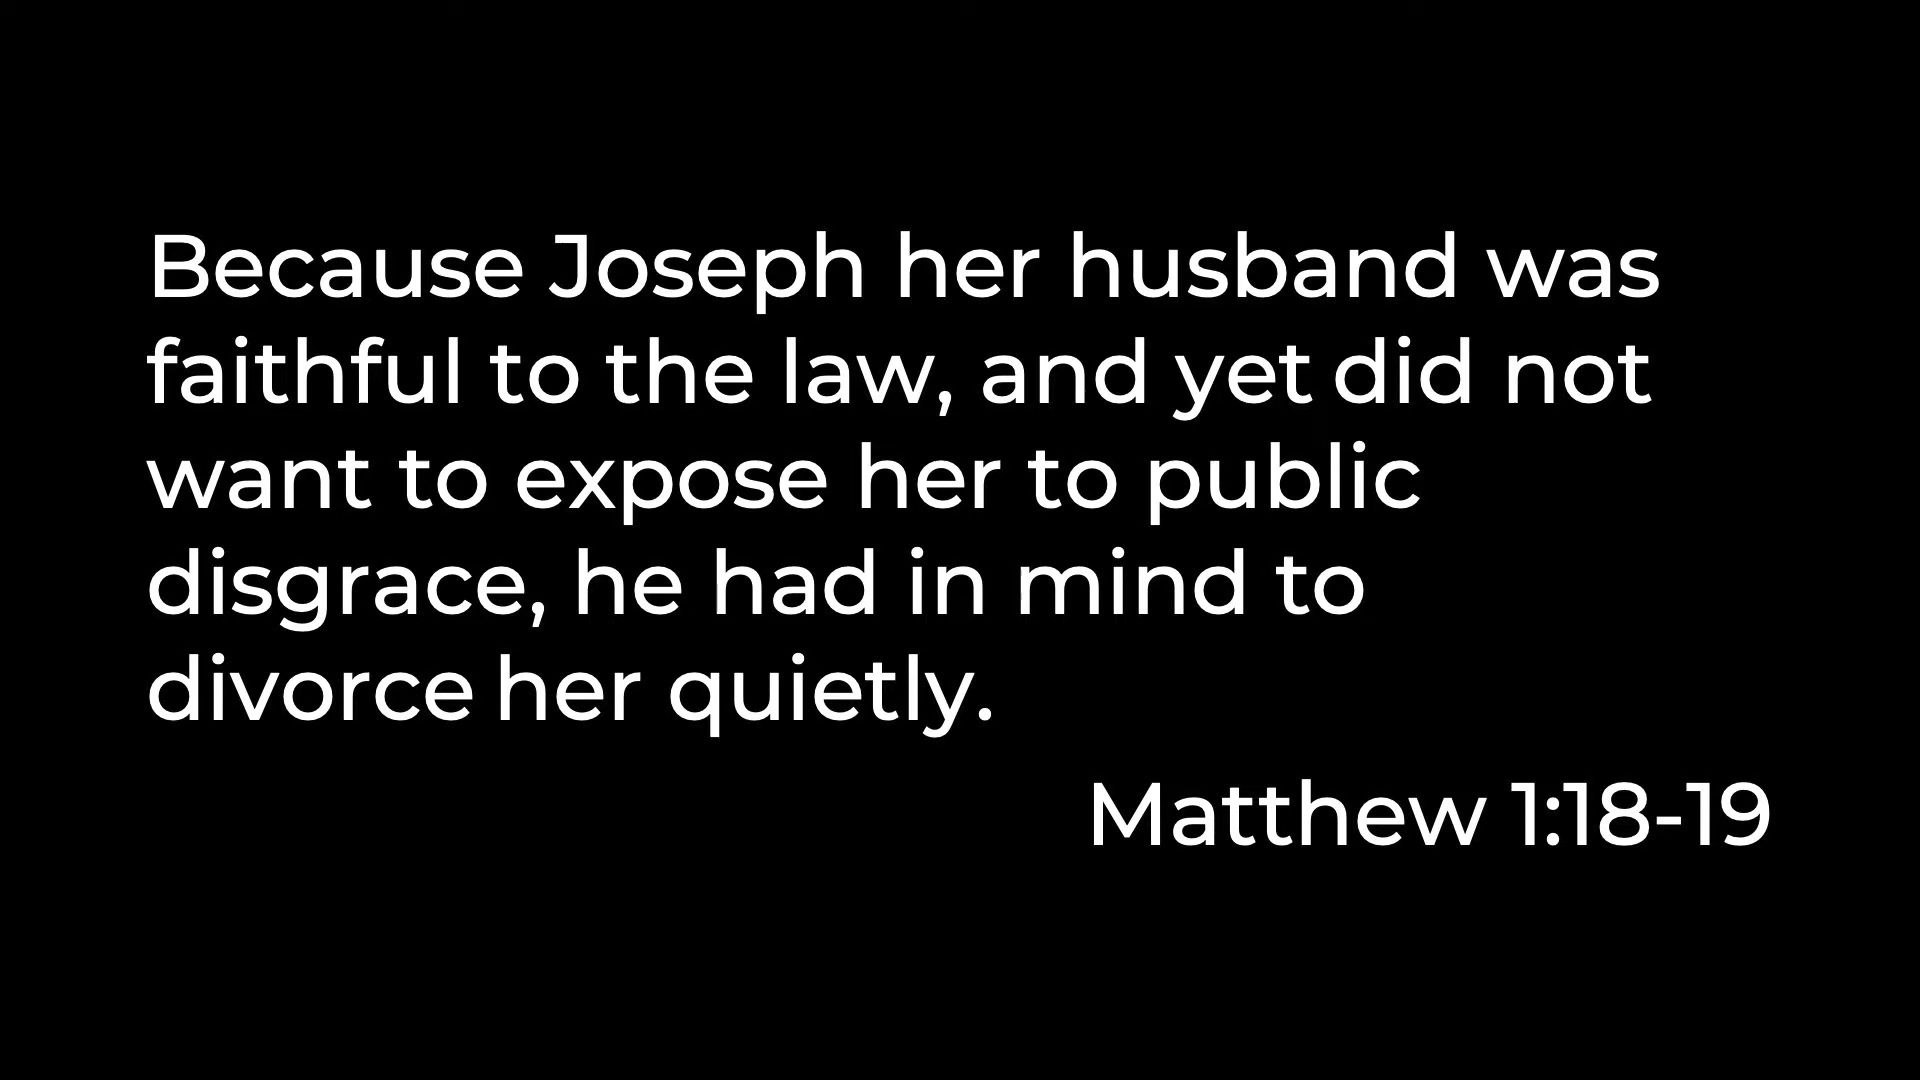 Because Joseph her husband was
faithful to the law, and yet did not
want to expose her to public
disgrace, he had in mind to
divorce her quietly.
Matthew 1:18-19